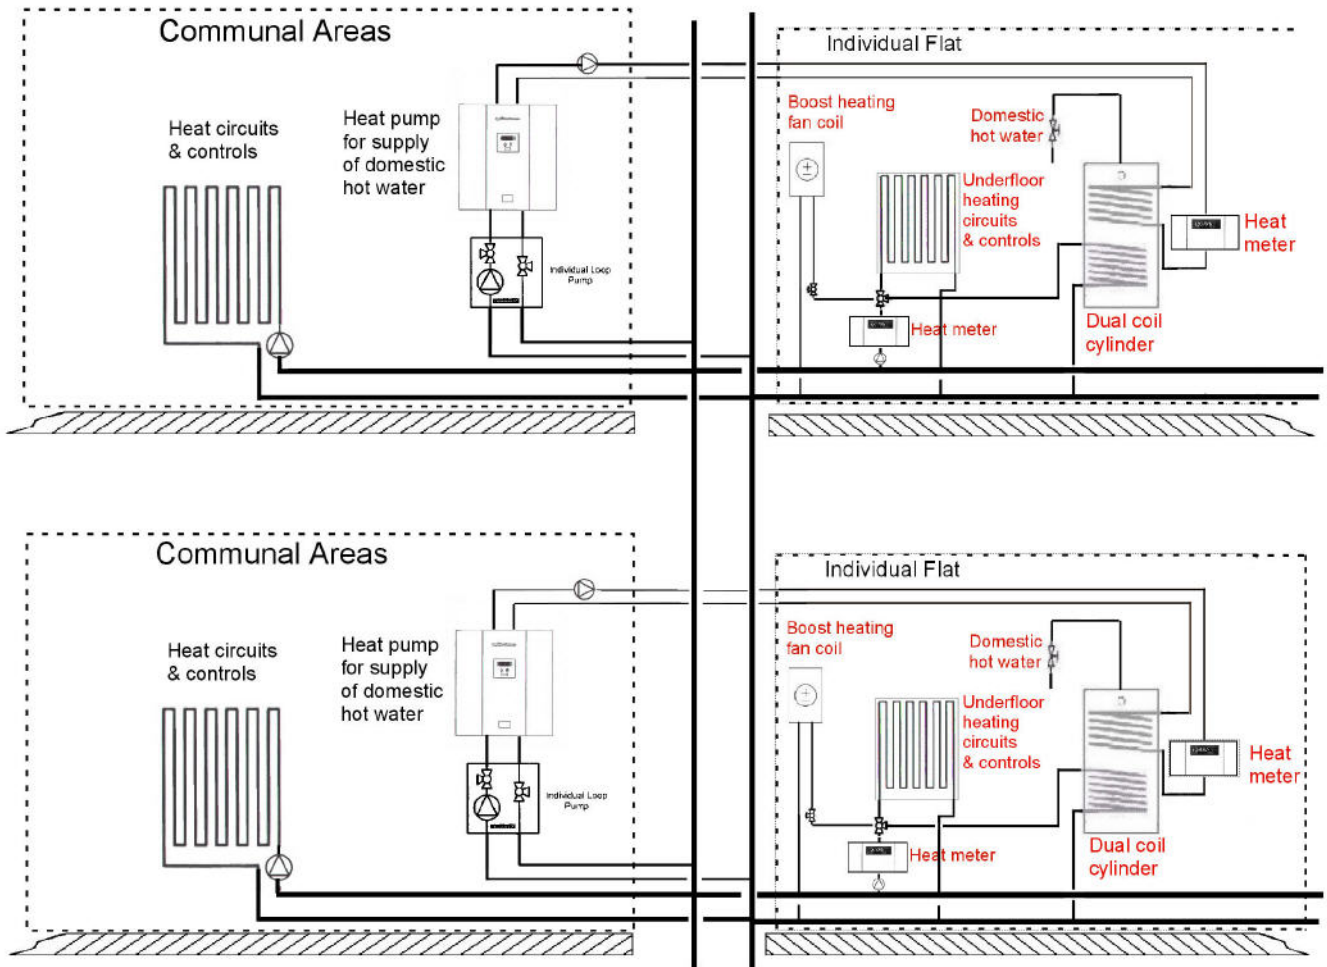 Communal Areas
Heat circuits
& controls
Heat pump
for supply
of domestic
hot water
Individual Loop
Pump
Individual Flat
Boost heating
fan coil
Domestic
hot water
Underfloor
heating
circuits
& controls
Heat
meter
Heat meter
Dual coil
cylinder
Communal Areas
Heat circuits
& controls
Heat pump
for supply
of domestic
hot water
Individual Loop
Pump
Individual Flat
Boost heating
fan coil
Domestic
hot water
Underfloor
heating
circuits
& controls
Heat
meter
Heat meter
Dual coil
cylinder